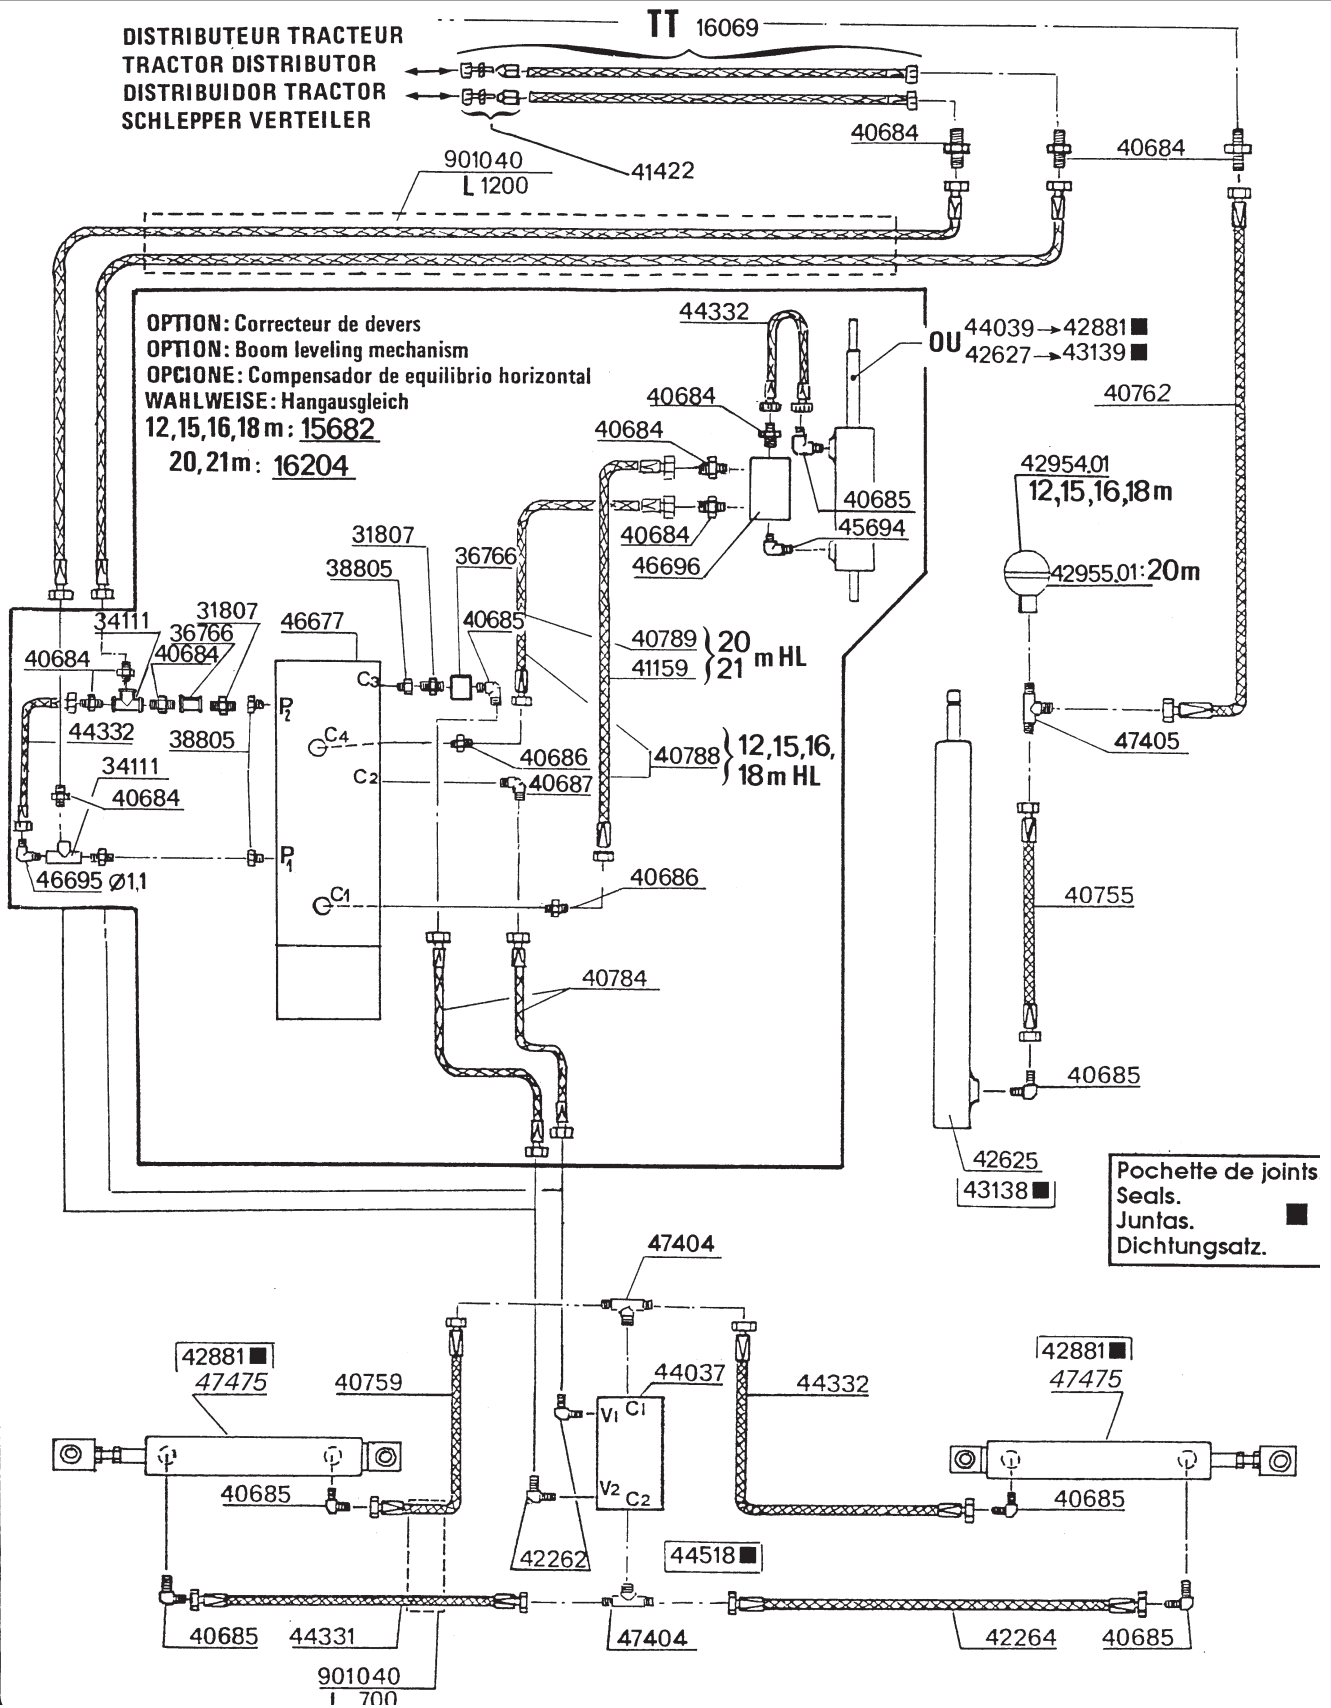 TT 16069
DISTRIBUTEUR TRACTEUR
TRACTOR DISTRIBUTOR
DISTRIBUIDOR TRACTOR
SCHLEPPER VERTEILER
40684
40684
901040
L 1200
41422
OPTION: Correcteur de devers
OPTION: Boom leveling mechanism
OPCIONE: Compensador de equilibrio horizontal
WAHLWEISE: Hangausgleich
12,15,16,18 m: 15682
20,21m: 16204
44332
OU 44039→42881■
42627→43139■
40762
40684
40684
42954.01
12,15,16,18 m
40685
40684
45694
31807
36766
46696
38805
42955.01:20m
34111
31807
36766
46677
40685
40684
40684
40789
41159
20
21
m HL
C3
P2
44332
38805
C4
40686
40788
12,15,16,
18 m HL
47405
C2
40687
34111
40684
P1
46695 Ø1,1
C1
40686
40755
40784
40685
42625
43138■
Pochette de joints.
Seals.
Juntas.
Dichtungsatz.
■
47404
42881■
47475
40759
44037
44332
42881■
47475
V1
C1
V2
C2
40685
40685
42262
44518■
40685
44331
47404
42264
40685
901040
L 700